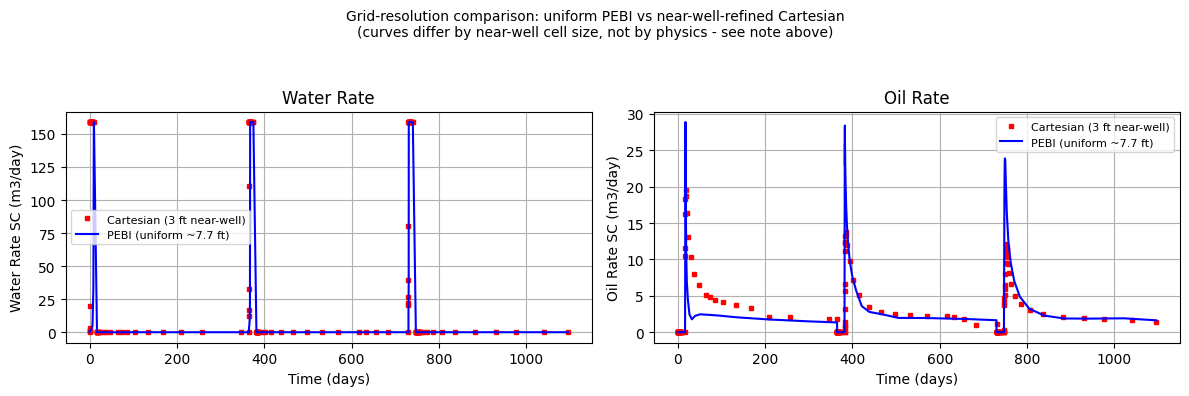 Grid-resolution comparison: uniform PEBI vs near-well-refined Cartesian
(curves differ by near-well cell size, not by physics - see note above)
Water Rate
Water Rate SC (m3/day)
150
125
100
75
50
25
0
Cartesian (3 ft near-well)
PEBI (uniform ~7.7 ft)
0 200 400 600 800 1000
Time (days)
Oil Rate
Oil Rate SC (m3/day)
30
25
20
15
10
5
0
Cartesian (3 ft near-well)
PEBI (uniform ~7.7 ft)
0 200 400 600 800 1000
Time (days)